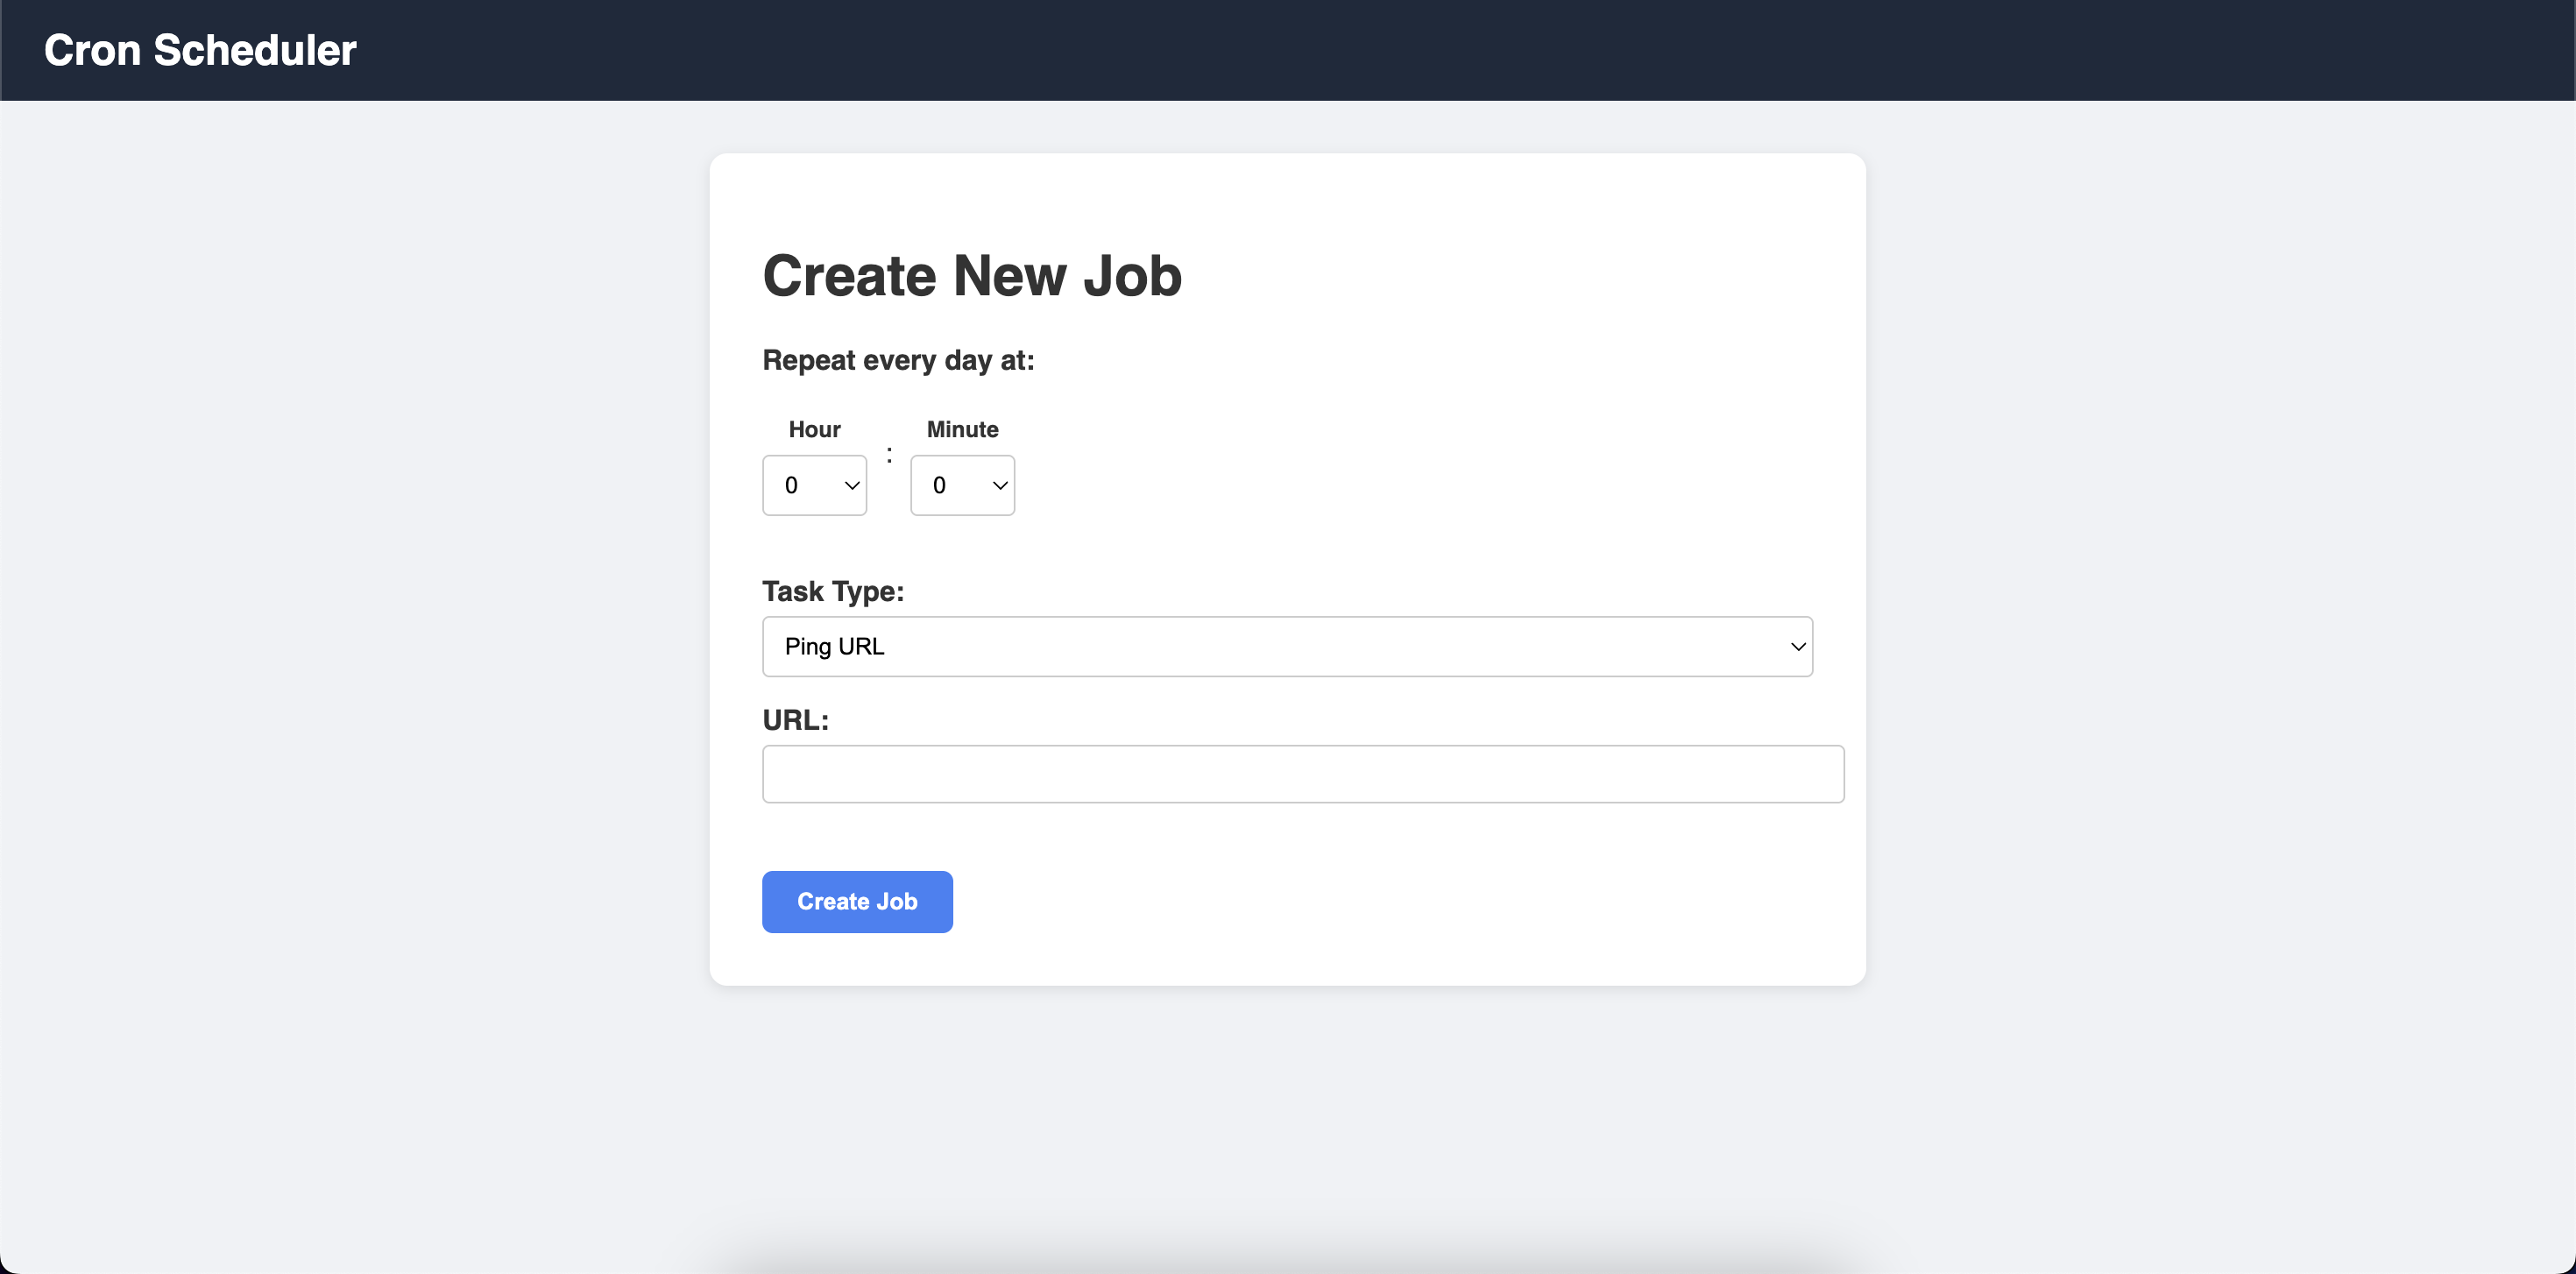 Cron Scheduler
Create New Job
Repeat every day at:
Hour Minute
:
0 0
Task Type:
Ping URL
URL:
Create Job